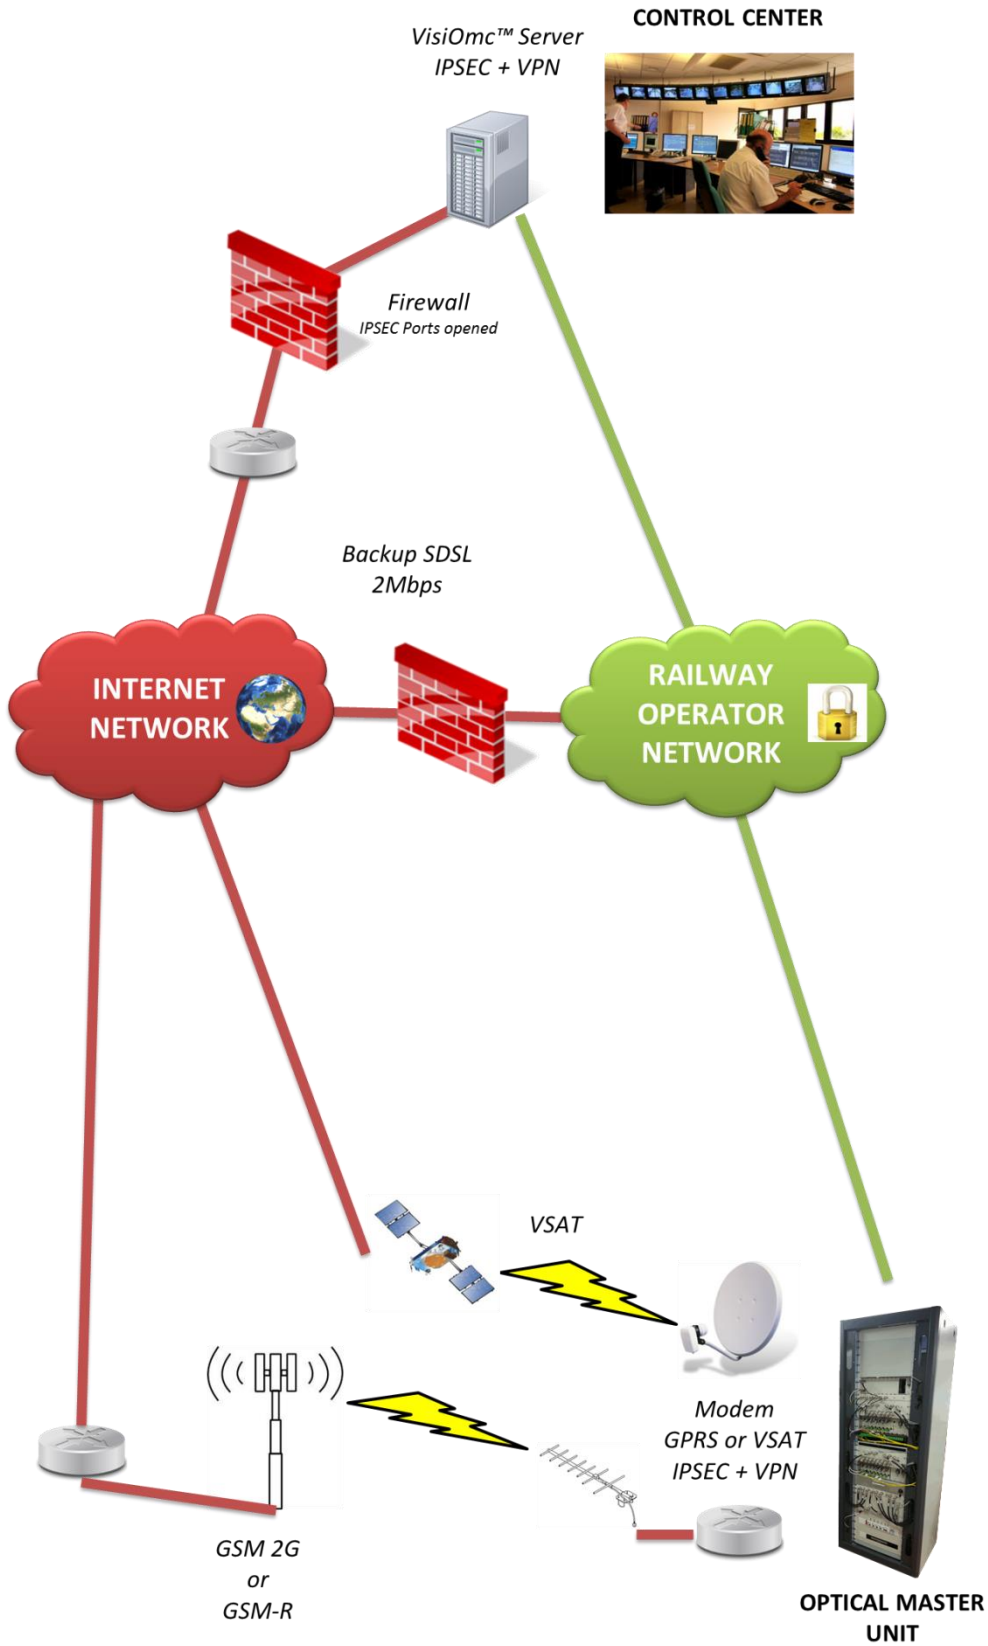 CONTROL CENTER
VisiOmc™ Server
IPSEC + VPN
Firewall
IPSEC Ports opened
Backup SDSL
2Mbps
INTERNET
NETWORK
RAILWAY
OPERATOR
NETWORK
VSAT
Modem
GPRS or VSAT
IPSEC + VPN
GSM 2G
or
GSM-R
OPTICAL MASTER
UNIT